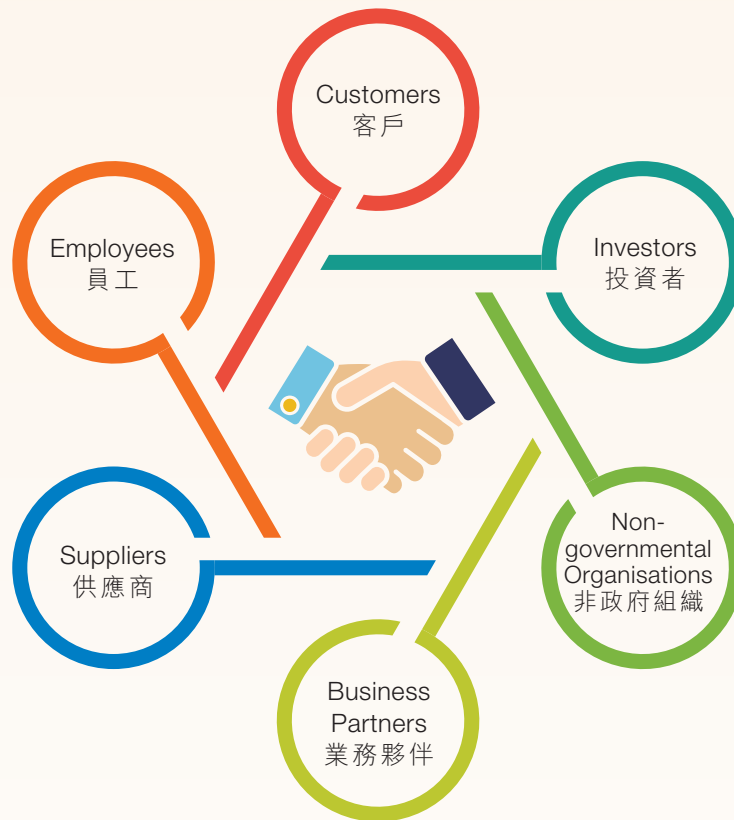 Customers
客戶
Employees
員工
Investors
投資者
Suppliers
供應商
Non-
governmental
Organisations
非政府組織
Business
Partners
業務夥伴